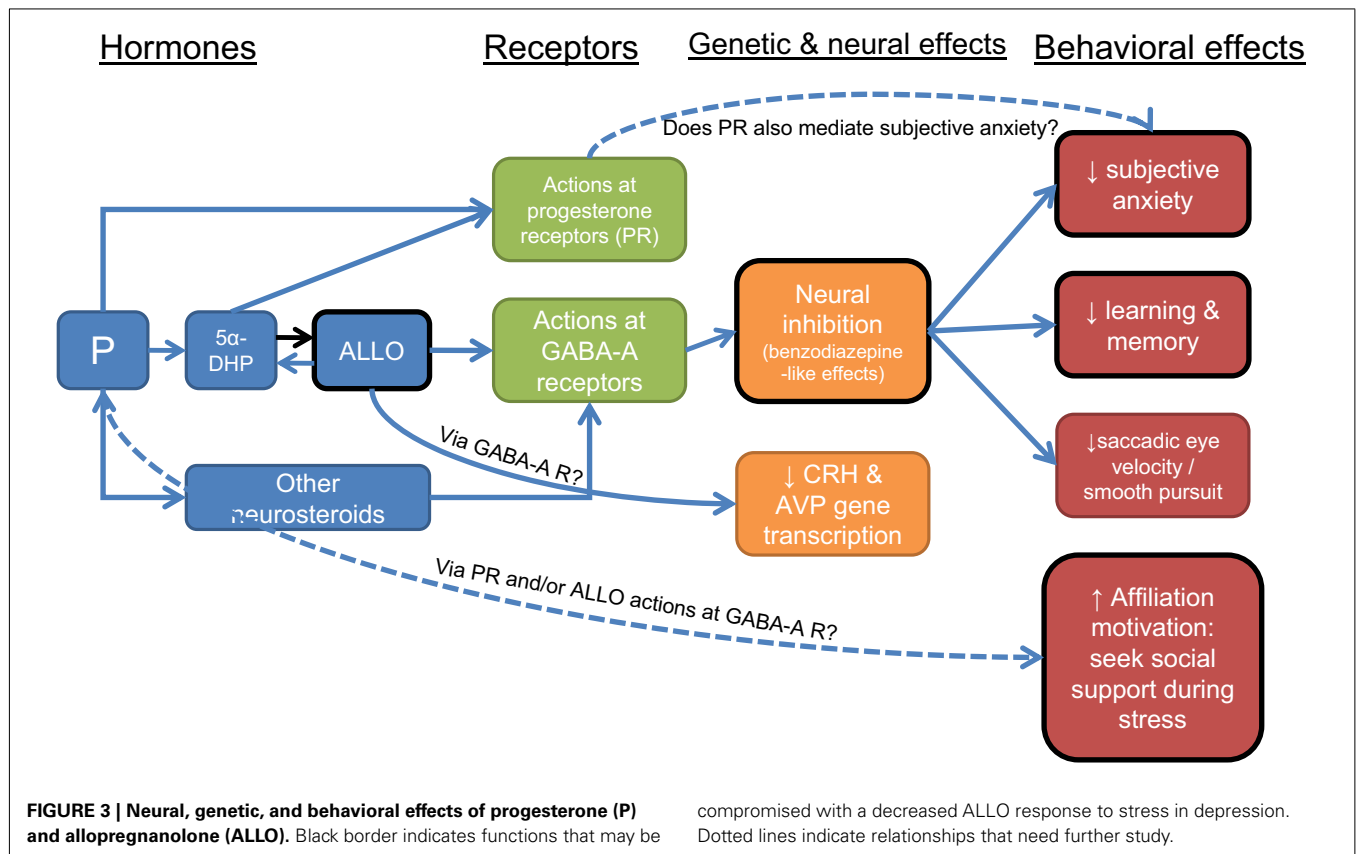 Hormones
Receptors
Genetic & neural effects
Behavioral effects
Does PR also mediate subjective anxiety?
Actions at
progesterone
receptors (PR)
↓ subjective
anxiety
P
5α-
DHP
ALLO
Actions at
GABA-A
receptors
Neural
inhibition
(benzodiazepine
-like effects)
↓ learning &
memory
Via GABA-A R?
Other
neurosteroids
↓ CRH &
AVP gene
transcription
↓saccadic eye
velocity /
smooth pursuit
Via PR and/or ALLO actions at GABA-A R?
↑ Affiliation
motivation:
seek social
support during
stress
FIGURE 3 | Neural, genetic, and behavioral effects of progesterone (P)
and allopregnanolone (ALLO). Black border indicates functions that may be
compromised with a decreased ALLO response to stress in depression.
Dotted lines indicate relationships that need further study.